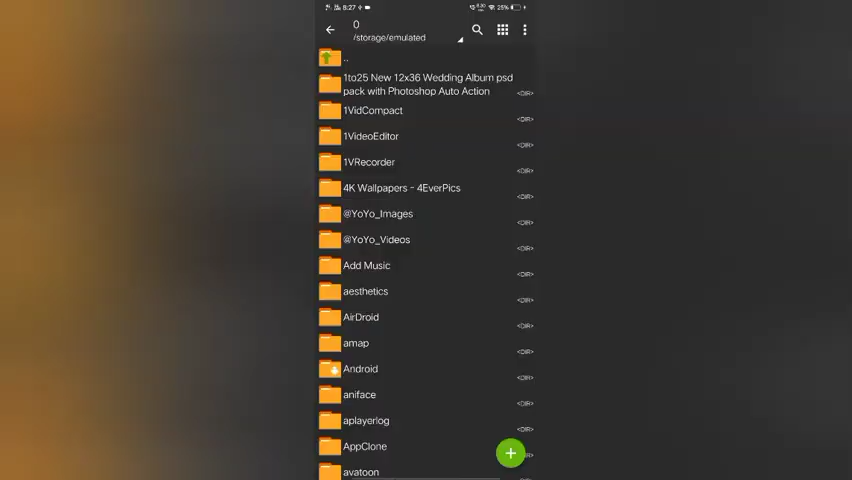 8:27
25%
0
/storage/emulated
..
1to25 New 12x36 Wedding Album psd
pack with Photoshop Auto Action
<DIR>
1VidCompact
<DIR>
1VideoEditor
<DIR>
1VRecorder
<DIR>
4K Wallpapers - 4EverPics
<DIR>
@YoYo_Images
<DIR>
@YoYo_Videos
<DIR>
Add Music
<DIR>
aesthetics
<DIR>
AirDroid
<DIR>
amap
<DIR>
Android
<DIR>
aniface
<DIR>
aplayerlog
<DIR>
AppClone
avatoon